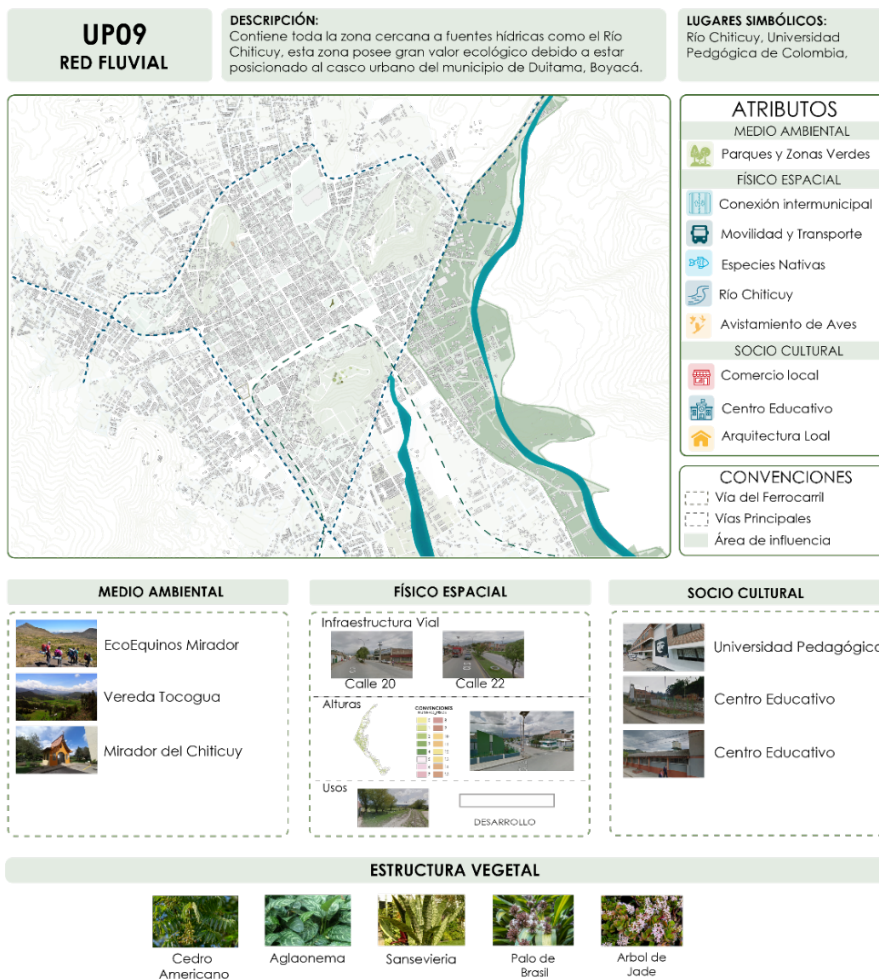 UP09
RED FLUVIAL
DESCRIPCIÓN:
Contiene toda la zona cercana a fuentes hídricas como el Río
Chiticuy, esta zona posee gran valor ecológico debido a estar
posicionado al casco urbano del municipio de Duitama, Boyacá.
LUGARES SIMBÓLICOS:
Río Chiticuy, Universidad
Pedgógica de Colombia,
ATRIBUTOS
MEDIO AMBIENTAL
Parques y Zonas Verdes
FÍSICO ESPACIAL
Conexión intermunicipal
Movilidad y Transporte
Especies Nativas
Río Chiticuy
Avistamiento de Aves
SOCIO CULTURAL
Comercio local
Centro Educativo
Arquitectura Loal
CONVENCIONES
Vía del Ferrocarril
Vías Principales
Área de influencia
MEDIO AMBIENTAL
EcoEquinos Mirador
Vereda Tocogua
Mirador del Chiticuy
FÍSICO ESPACIAL
Infraestructura Vial
Calle 20
Calle 22
Alturas
CONVENCIONES
Usos
DESARROLLO
SOCIO CULTURAL
Universidad Pedagógica
Centro Educativo
Centro Educativo
ESTRUCTURA VEGETAL
Cedro
Americano
Aglaonema
Sansevieria
Palo de
Brasil
Arbol de
Jade